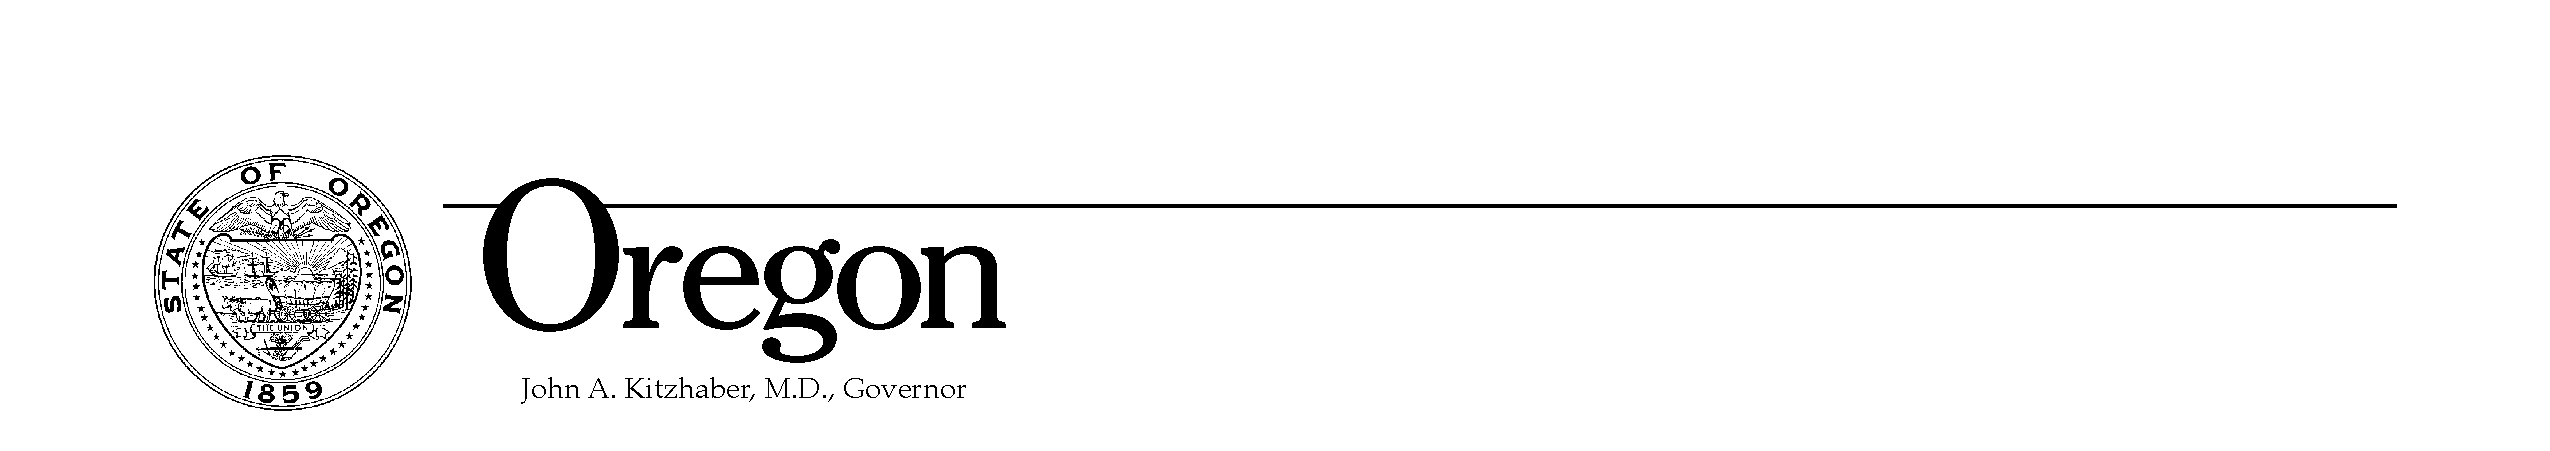 STATE OF OREGON
THE UNION
1859
Oregon
John A. Kitzhaber, M.D., Governor